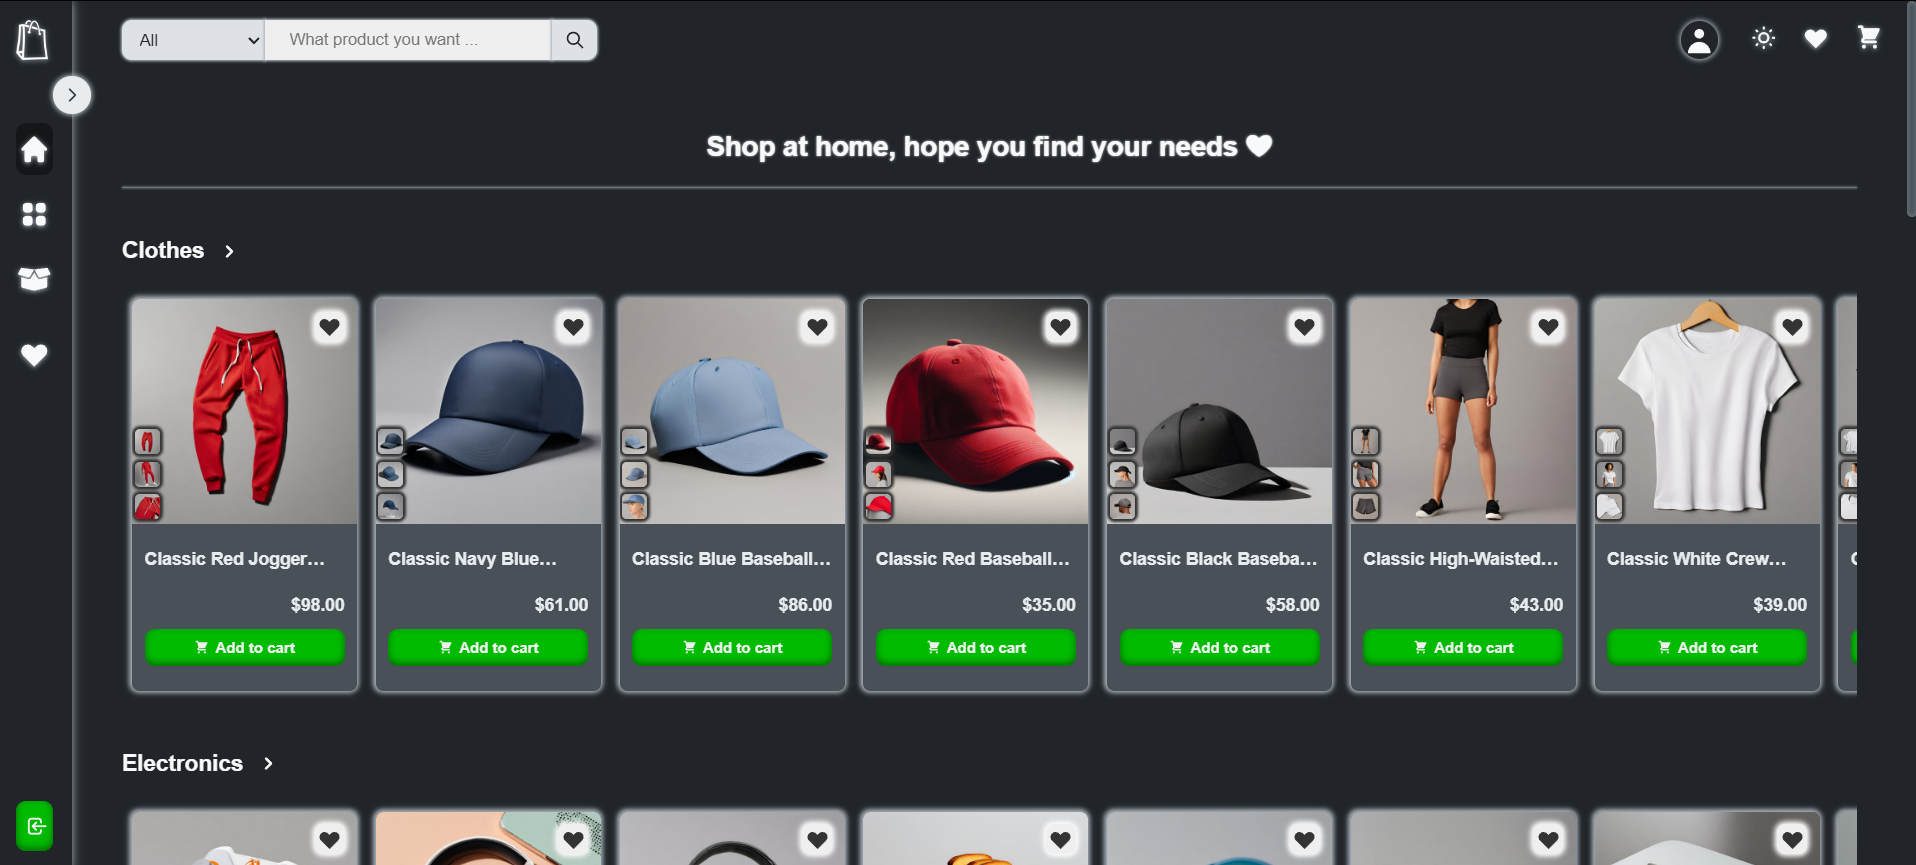 All
What product you want ...
Shop at home, hope you find your needs
Clothes
Classic Red Jogger...
$98.00
Add to cart
Classic Navy Blue...
$61.00
Add to cart
Classic Blue Baseball...
$86.00
Add to cart
Classic Red Baseball...
$35.00
Add to cart
Classic Black Baseba...
$58.00
Add to cart
Classic High-Waisted...
$43.00
Add to cart
Classic White Crew...
$39.00
Add to cart
Electronics